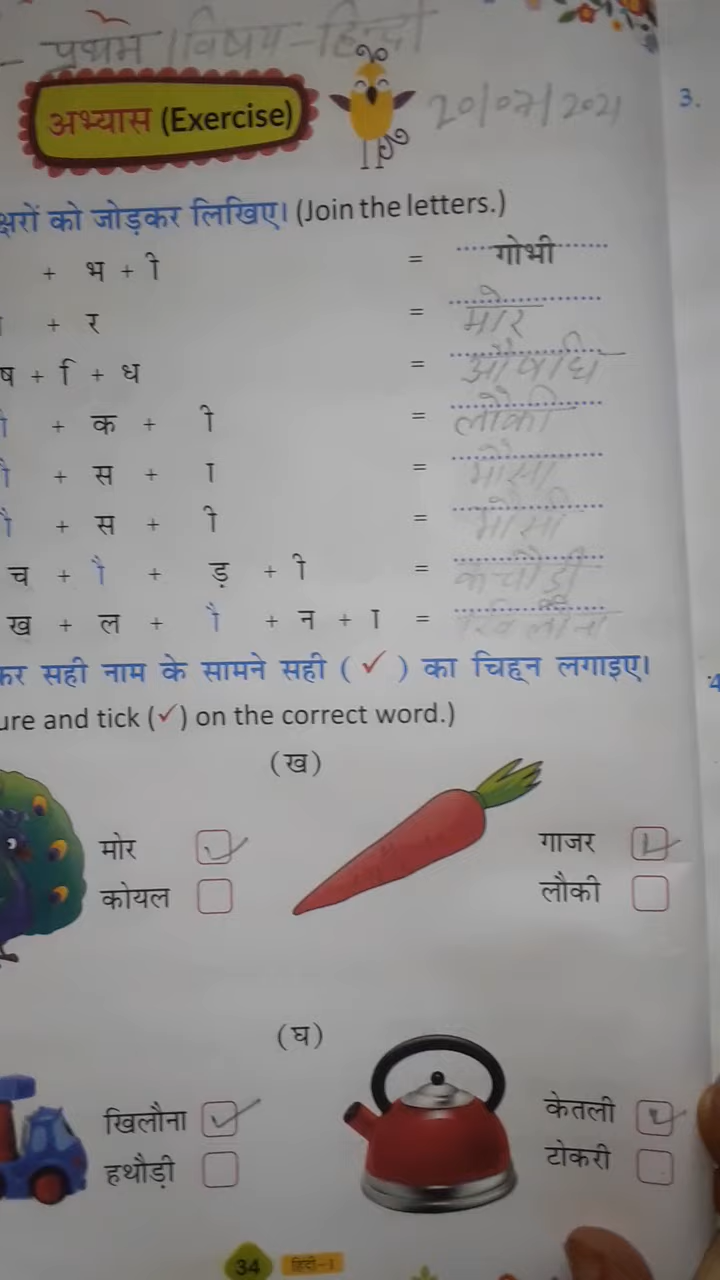 प्रथम | विषय - हिन्दी
अभ्यास (Exercise)
20/07/2021
3.
क्षरों को जोड़कर लिखिए। (Join the letters.)
+ भ + ी = गोभी
+ र = मोर
ष + ि + ध = औषधि
ो + क + ी = लौकी
ौ + स + ा = मौसा
ौ + स + ी = मौसी
च + ौ + ड़ + ी = कचौड़ी
ख + ल + ौ + न + ा = खिलौना
कर सही नाम के सामने सही (✓) का चिह्न लगाइए।
4
ure and tick (✓) on the correct word.)
(ख)
मोर ✓
गाजर ✓
कोयल
लौकी
(घ)
खिलौना ✓
केतली ✓
हथौड़ी
टोकरी
34 हिंदी-1